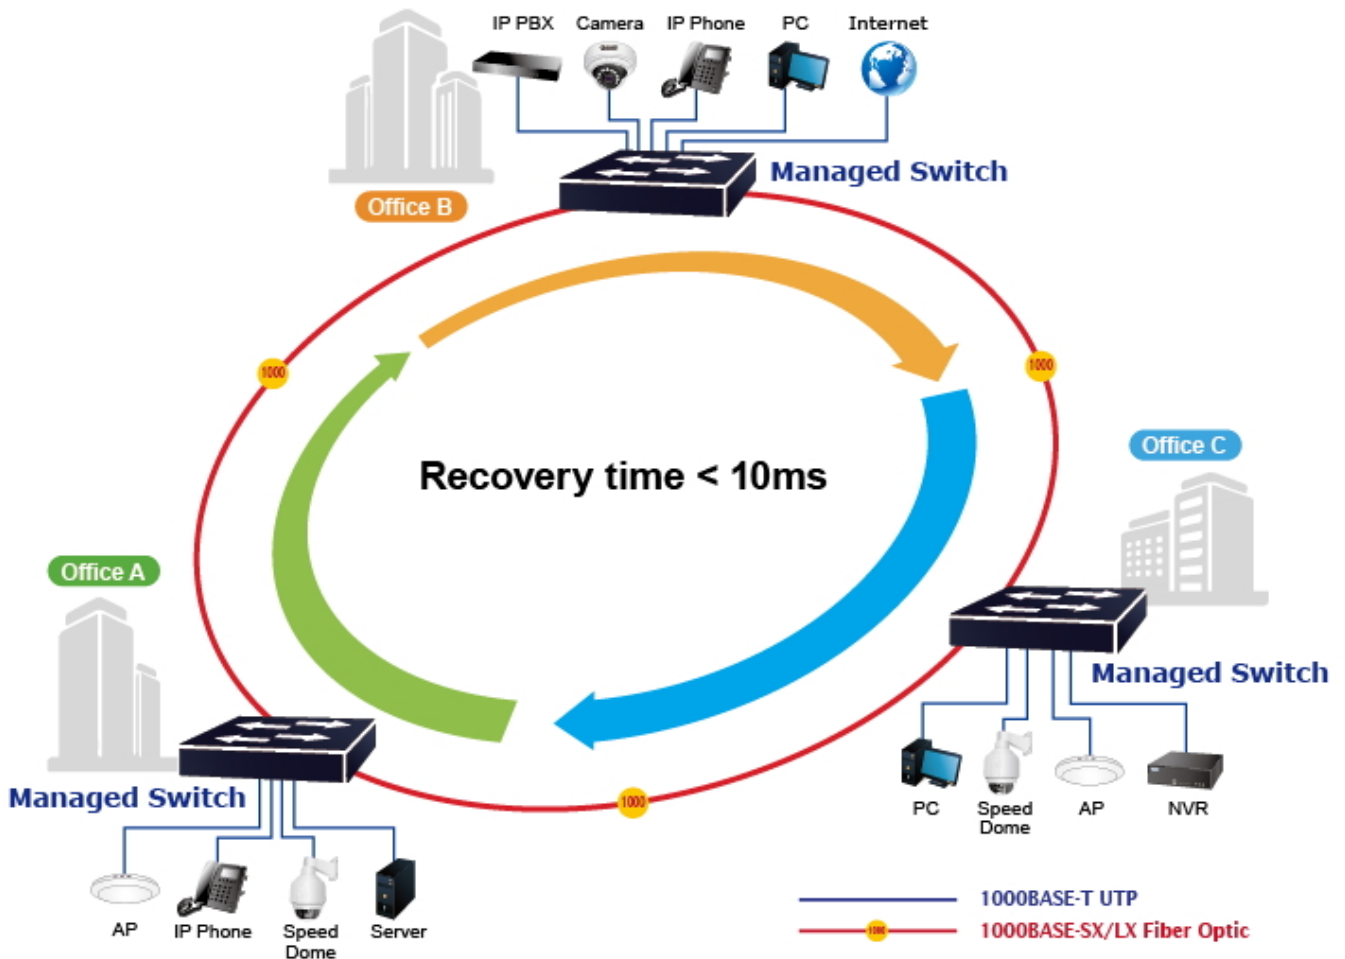 IP PBX
Camera
IP Phone
PC
Internet
Managed Switch
Office B
1000
1000
Recovery time < 10ms
Office C
Office A
Managed Switch
Managed Switch
1000
PC
Speed
Dome
AP
NVR
AP
IP Phone
Speed
Dome
Server
1000BASE-T UTP
1000
1000BASE-SX/LX Fiber Optic